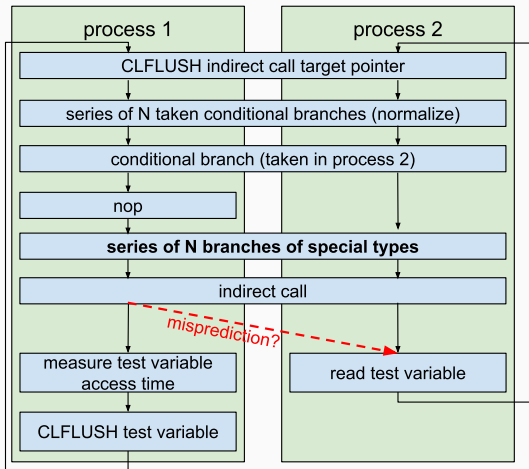 process 1
process 2
CLFLUSH indirect call target pointer
series of N taken conditional branches (normalize)
conditional branch (taken in process 2)
nop
series of N branches of special types
indirect call
misprediction?
measure test variable
access time
read test variable
CLFLUSH test variable